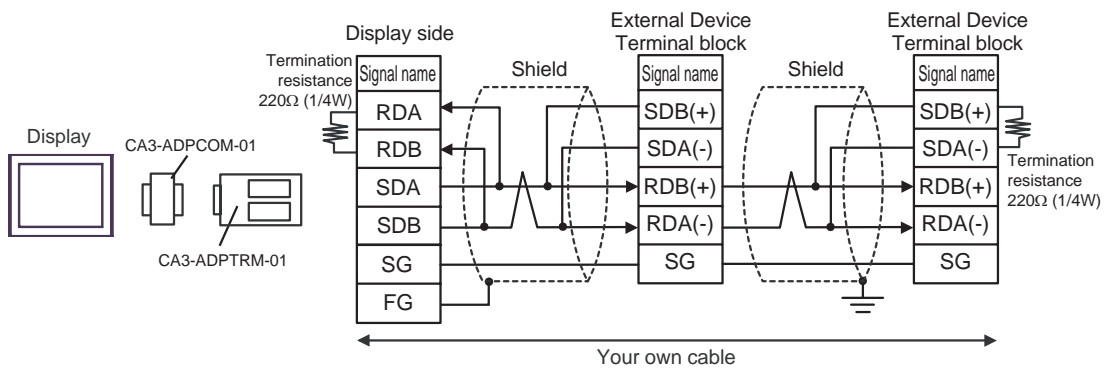 Display
CA3-ADPCOM-01
CA3-ADPTRM-01
Termination
resistance
220Ω (1/4W)
Display side
Signal name
RDA
RDB
SDA
SDB
SG
FG
Shield
External Device
Terminal block
Signal name
SDB(+)
SDA(-)
RDB(+)
RDA(-)
SG
Shield
External Device
Terminal block
Signal name
SDB(+)
SDA(-)
RDB(+)
RDA(-)
SG
Termination
resistance
220Ω (1/4W)
Your own cable